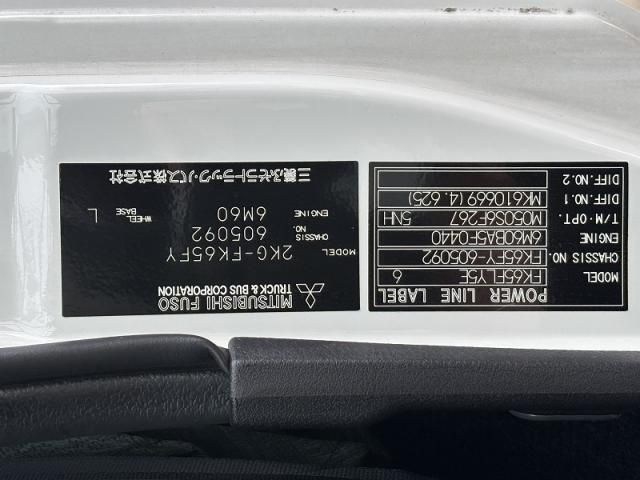 MITSUBISHI FUSO
TRUCK & BUS CORPORATION
MODEL 2KG-FK65FY
CHASSIS NO. 605092
ENGINE 6M60 WHEEL BASE L
三菱ふそうトラック・バス株式会社
POWER LINE LABEL
MODEL FK65FLY5E 6
CHASSIS NO. FK65FY-605092
ENGINE 6M60BA5F0440
T/M OPT. M050S6F267 5NH
DIFF.NO.1 MK610669(4.625)
DIFF.NO.2